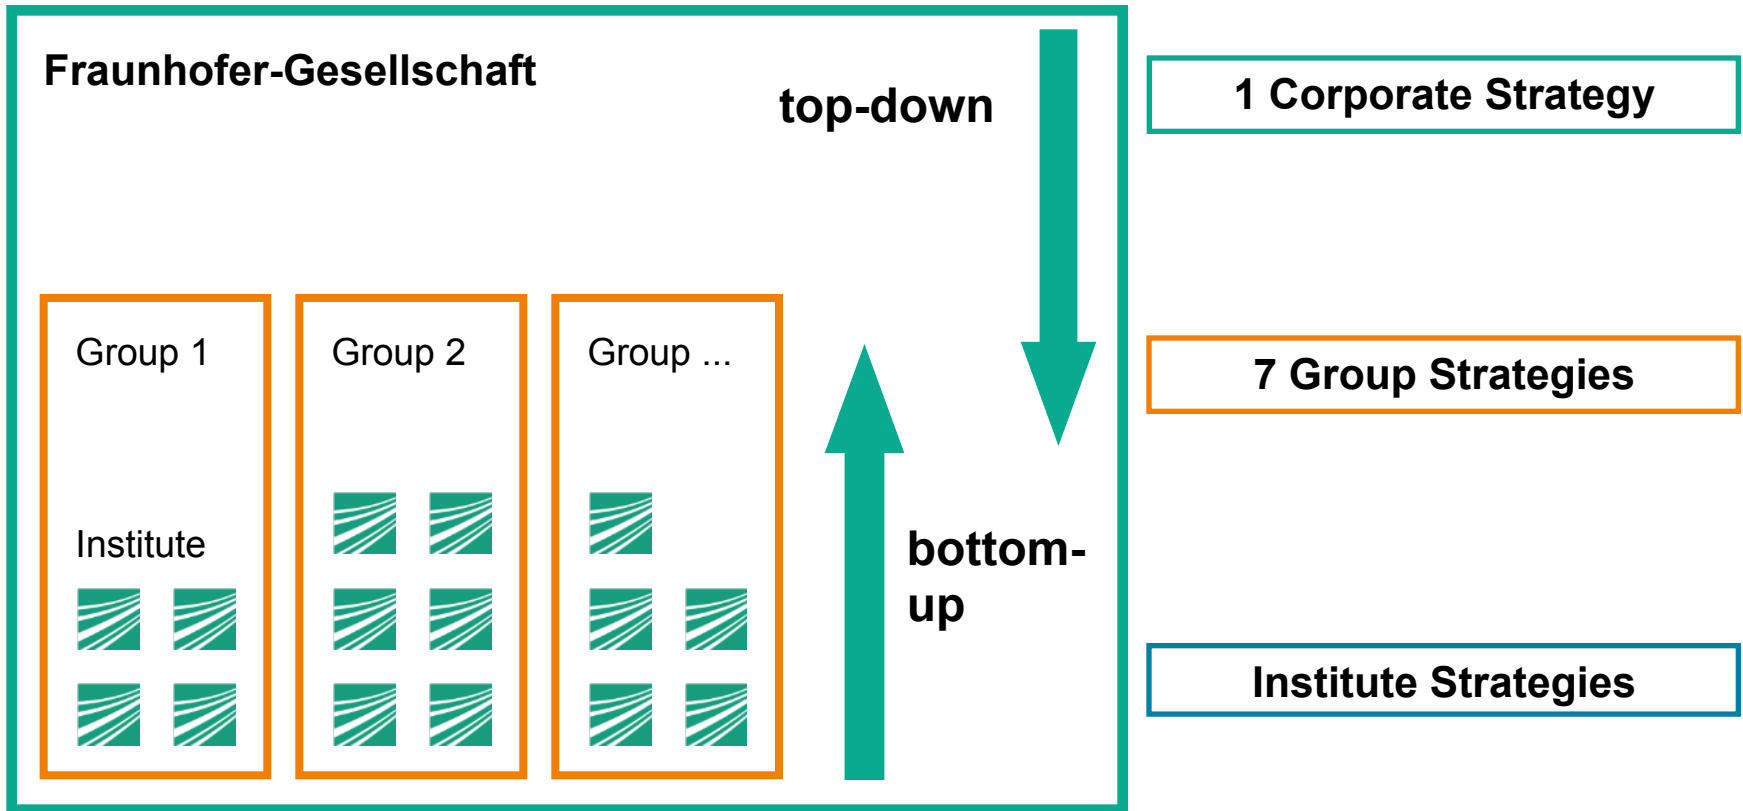 Fraunhofer-Gesellschaft
top-down
1 Corporate Strategy
Group 1
Group 2
Group ...
7 Group Strategies
Institute
bottom-
up
Institute Strategies